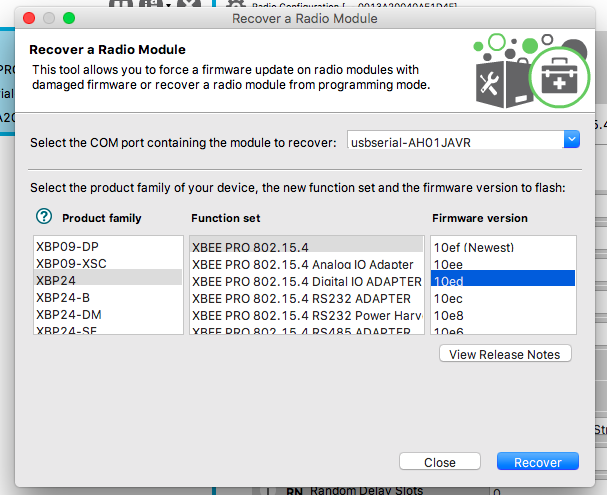 Radio Configuration [
Recover a Radio Module
Recover a Radio Module
This tool allows you to force a firmware update on radio modules with
damaged firmware or recover a radio module from programming mode.
Select the COM port containing the module to recover: usbserial-AH01JAVR
Select the product family of your device, the new function set and the firmware version to flash:
? Product family Function set Firmware version
XBP09-DP XBEE PRO 802.15.4 10ef (Newest)
XBP09-XSC XBEE PRO 802.15.4 Analog IO Adapter 10ee
XBP24 XBEE PRO 802.15.4 Digital IO ADAPTER 10ed
XBP24-B XBEE PRO 802.15.4 RS232 ADAPTER 10ec
XBP24-DM XBEE PRO 802.15.4 RS232 Power Harv 10e8
XBP24-SE XBEE PRO 802.15.4 RS485 ADAPTER 10e6
View Release Notes
Close Recover
RN Random Delay Slots 0